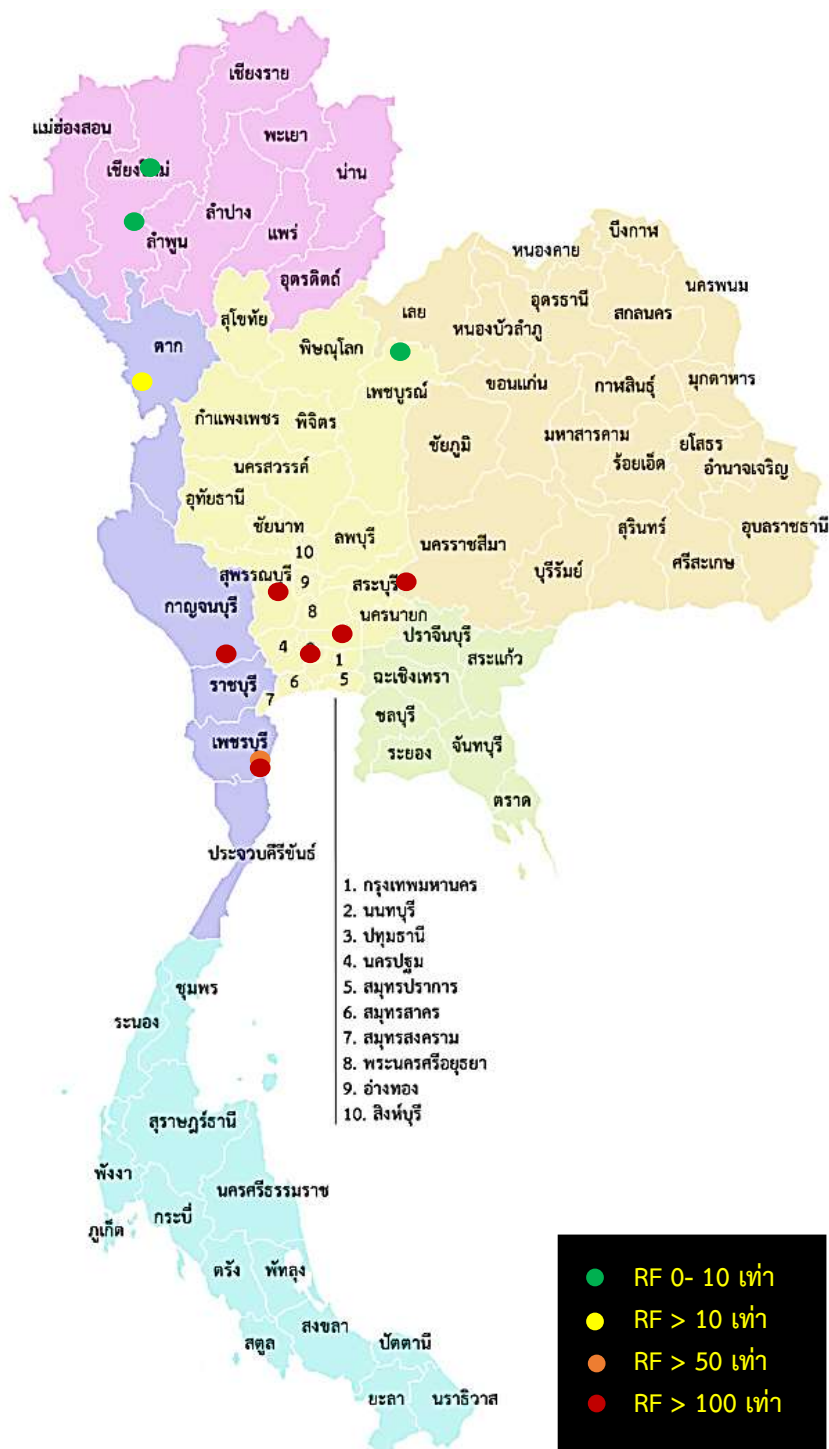 เชียงราย
แม่ฮ่องสอน
พะเยา
เชียงใหม่
น่าน
ลำปาง
ลำพูน
แพร่
อุตรดิตถ์
บึงกาฬ
หนองคาย
นครพนม
อุดรธานี
เลย
สกลนคร
สุโขทัย
หนองบัวลำภู
ตาก
พิษณุโลก
เพชบูรณ์
ขอนแก่น
กาฬสินธุ์
มุกดาหาร
กำแพงเพชร
พิจิตร
ชัยภูมิ
มหาสารคาม
ยโสธร
ร้อยเอ็ด
อำนาจเจริญ
นครสวรรค์
อุทัยธานี
ชัยนาท
ลพบุรี
นครราชสีมา
สุรินทร์
อุบลราชธานี
10
สุพรรณบุรี
9
สระบุรี
บุรีรัมย์
ศรีสะเกษ
กาญจนบุรี
8
นครนายก
ปราจีนบุรี
4
1
สระแก้ว
ราชบุรี
6
5
ฉะเชิงเทรา
7
ชลบุรี
เพชรบุรี
ระยอง
จันทบุรี
ตราด
ประจวบคีรีขันธ์
1. กรุงเทพมหานคร
2. นนทบุรี
3. ปทุมธานี
4. นครปฐม
5. สมุทรปราการ
6. สมุทรสาคร
7. สมุทรสงคราม
8. พระนครศรีอยุธยา
9. อ่างทอง
10. สิงห์บุรี
ชุมพร
ระนอง
สุราษฎร์ธานี
พังงา
นครศรีธรรมราช
กระบี่
ภูเก็ต
ตรัง
พัทลุง
สงขลา
สตูล
ปัตตานี
ยะลา
นราธิวาส
RF 0- 10 เท่า
RF > 10 เท่า
RF > 50 เท่า
RF > 100 เท่า